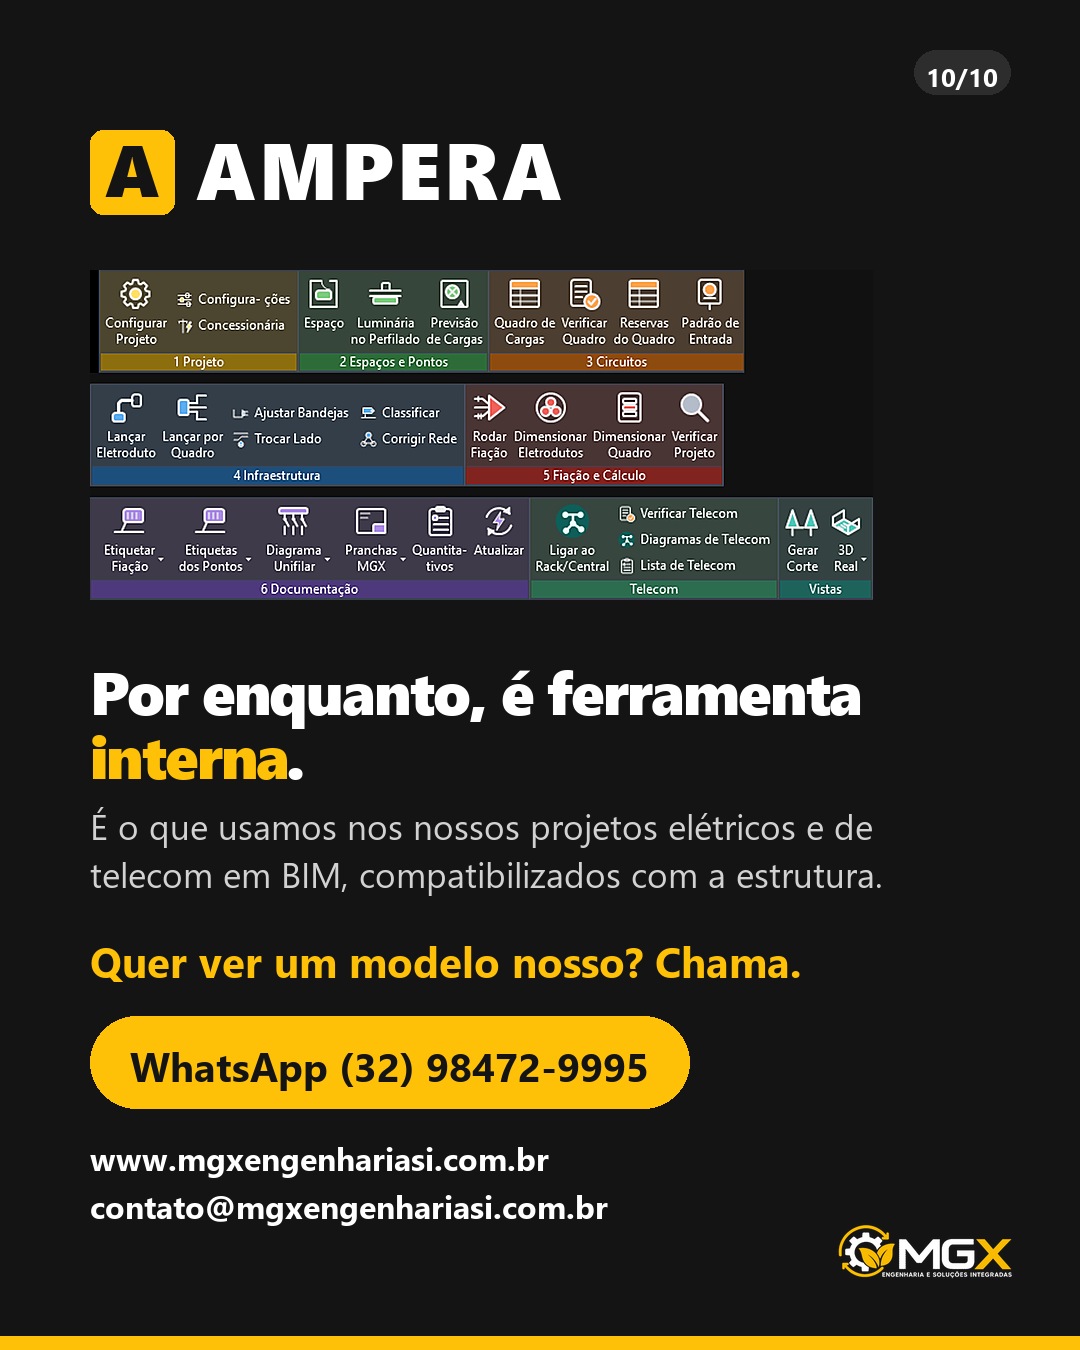 10/10
A AMPERA
Configurar
Projeto
Configura- ções
Concessionária
1 Projeto
Espaço
Luminária
no Perfilado
Previsão
de Cargas
2 Espaços e Pontos
Quadro de
Cargas
Verificar
Quadro
Reservas
do Quadro
Padrão de
Entrada
3 Circuitos
Lançar
Eletroduto
Lançar por
Quadro
Ajustar Bandejas
Trocar Lado
Classificar
Corrigir Rede
4 Infraestrutura
Rodar
Fiação
Dimensionar
Eletrodutos
Dimensionar
Quadro
Verificar
Projeto
5 Fiação e Cálculo
Etiquetar
Fiação
Etiquetas
dos Pontos
Diagrama
Unifilar
Pranchas
MGX
Quantita-
tivos
Atualizar
6 Documentação
Ligar ao
Rack/Central
Verificar Telecom
Diagramas de Telecom
Lista de Telecom
Telecom
Gerar
Corte
3D
Real
Vistas
Por enquanto, é ferramenta
interna.
É o que usamos nos nossos projetos elétricos e de
telecom em BIM, compatibilizados com a estrutura.
Quer ver um modelo nosso? Chama.
WhatsApp (32) 98472-9995
www.mgxengenhariasi.com.br
contato@mgxengenhariasi.com.br
MGX
ENGENHARIA E SOLUÇÕES INTEGRADAS